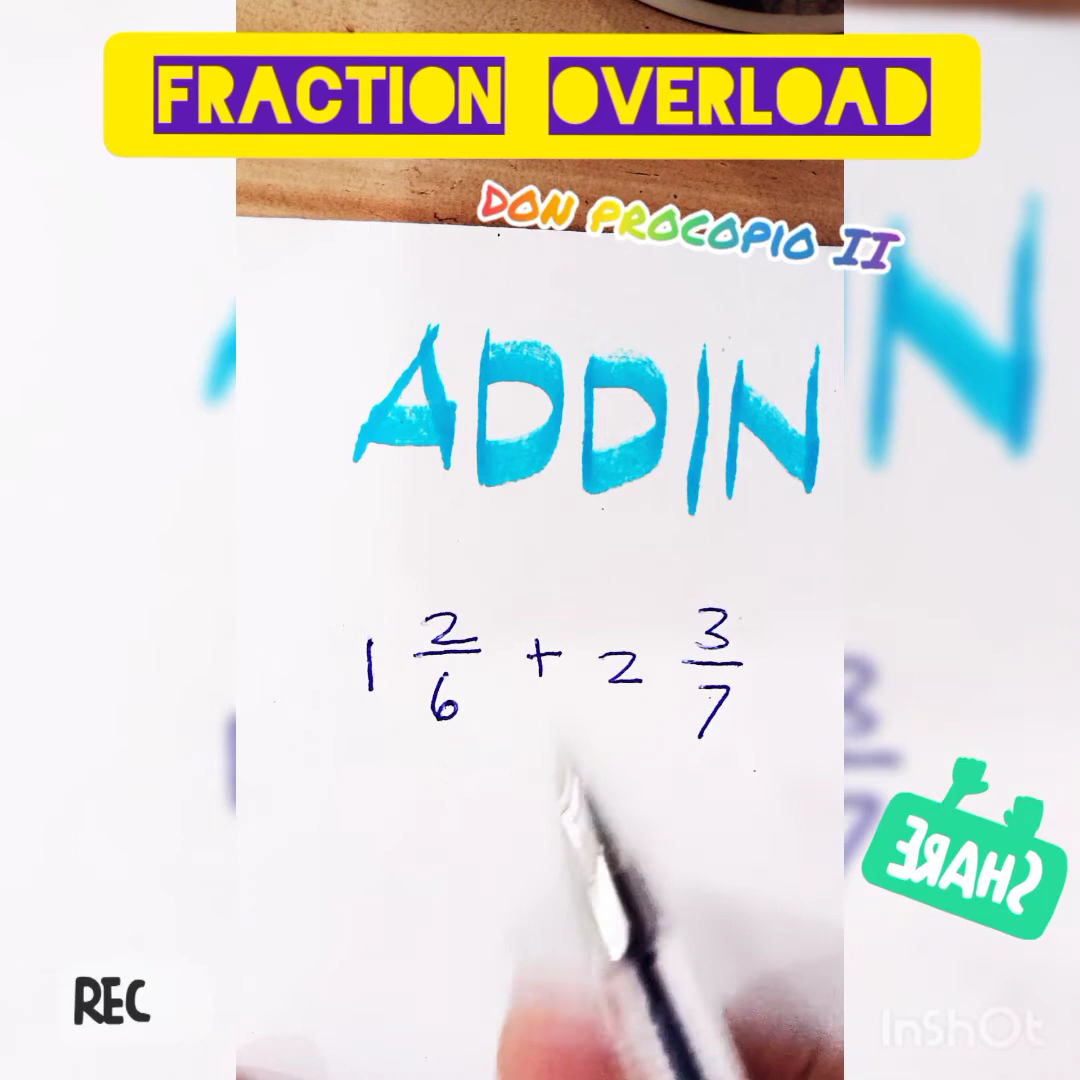 FRACTION OVERLOAD
DON PROCOPIO II
ADDIN
1 2/6 + 2 3/7
SHARE
REC
InShOt